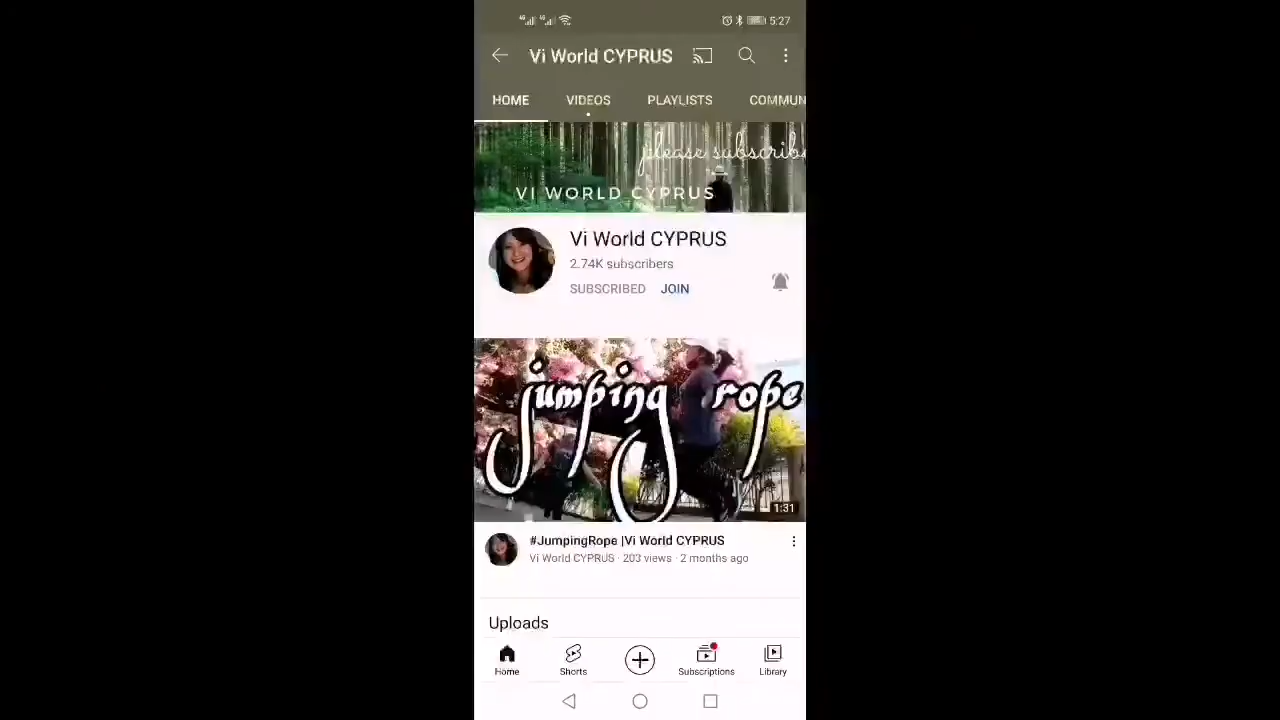 5:27
Vi World CYPRUS
HOME VIDEOS PLAYLISTS COMMUN
please subscribe
VI WORLD CYPRUS
Vi World CYPRUS
2.74K subscribers
SUBSCRIBED JOIN
jumping rope
1:31
#JumpingRope |Vi World CYPRUS
Vi World CYPRUS · 203 views · 2 months ago
Uploads
Home Shorts Subscriptions Library